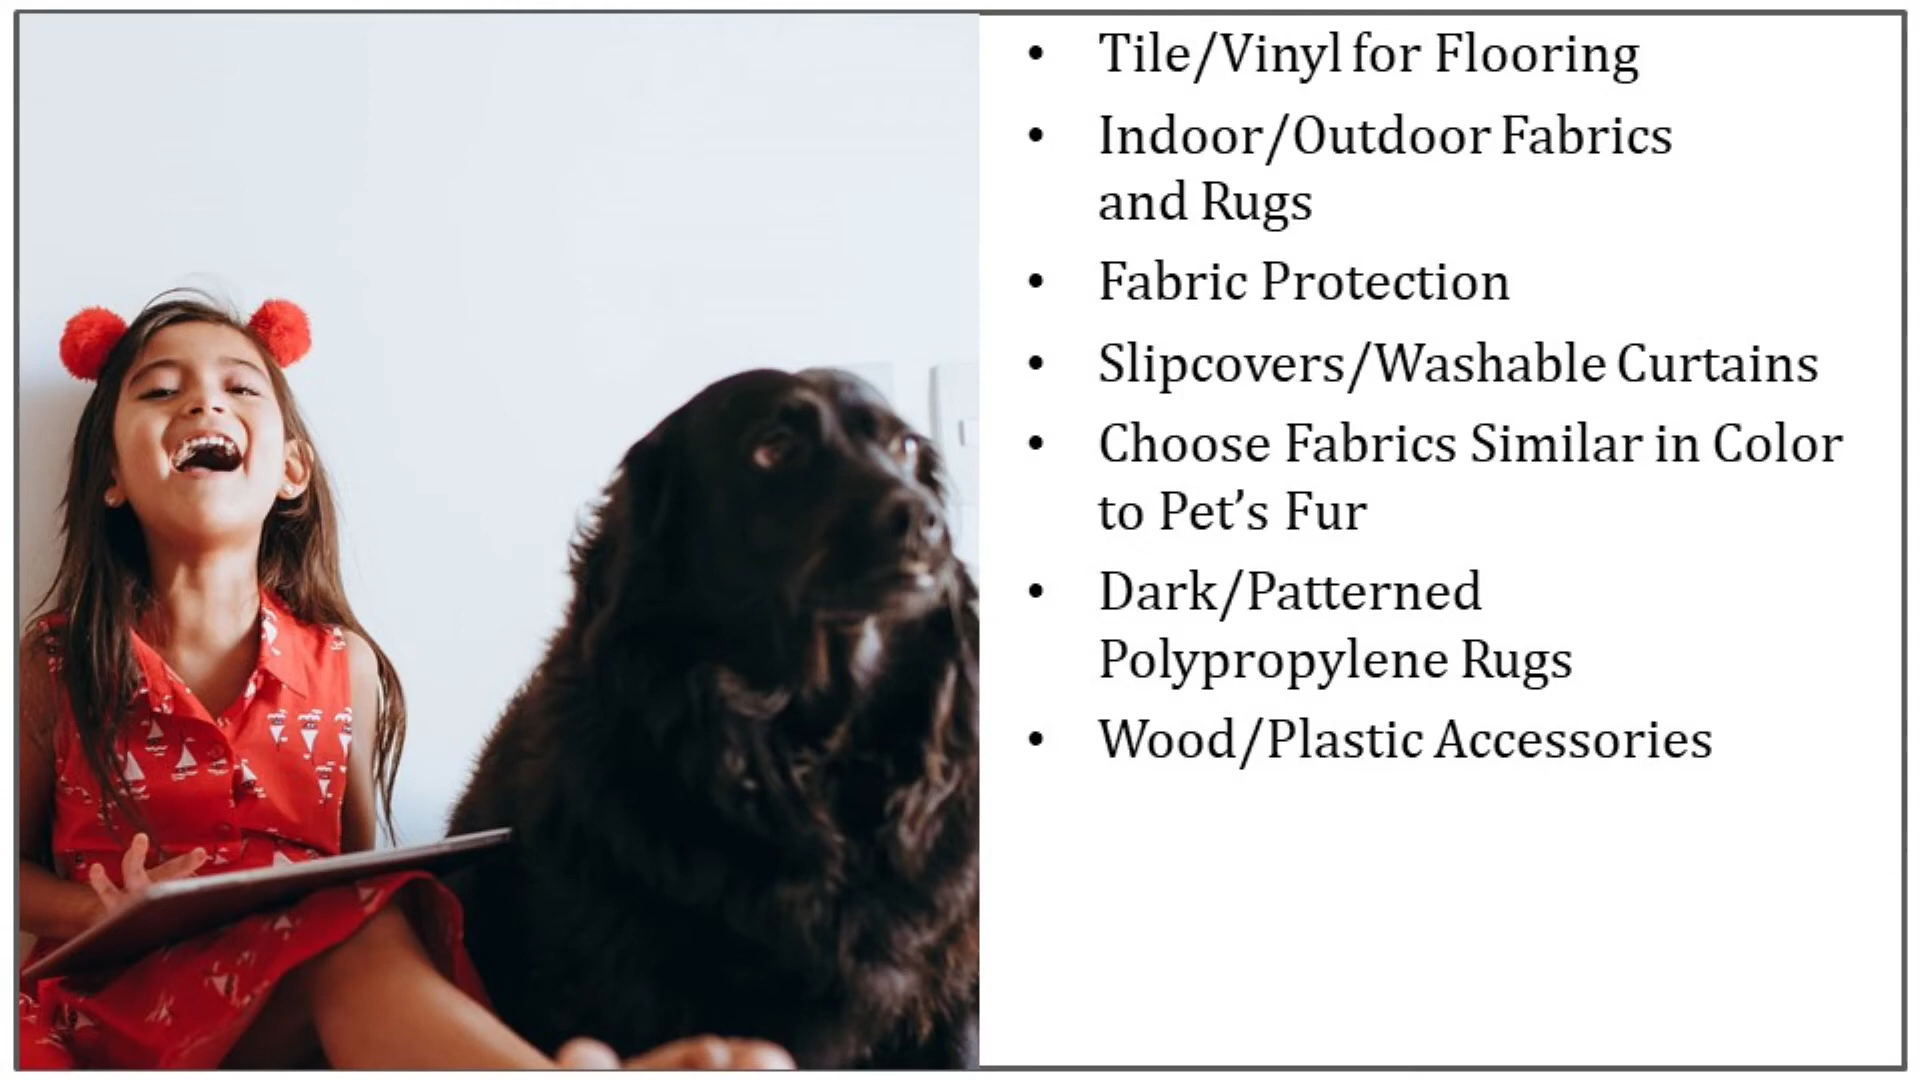 • Tile/Vinyl for Flooring
• Indoor/Outdoor Fabrics
and Rugs
• Fabric Protection
• Slipcovers/Washable Curtains
• Choose Fabrics Similar in Color
to Pet's Fur
• Dark/Patterned
Polypropylene Rugs
• Wood/Plastic Accessories